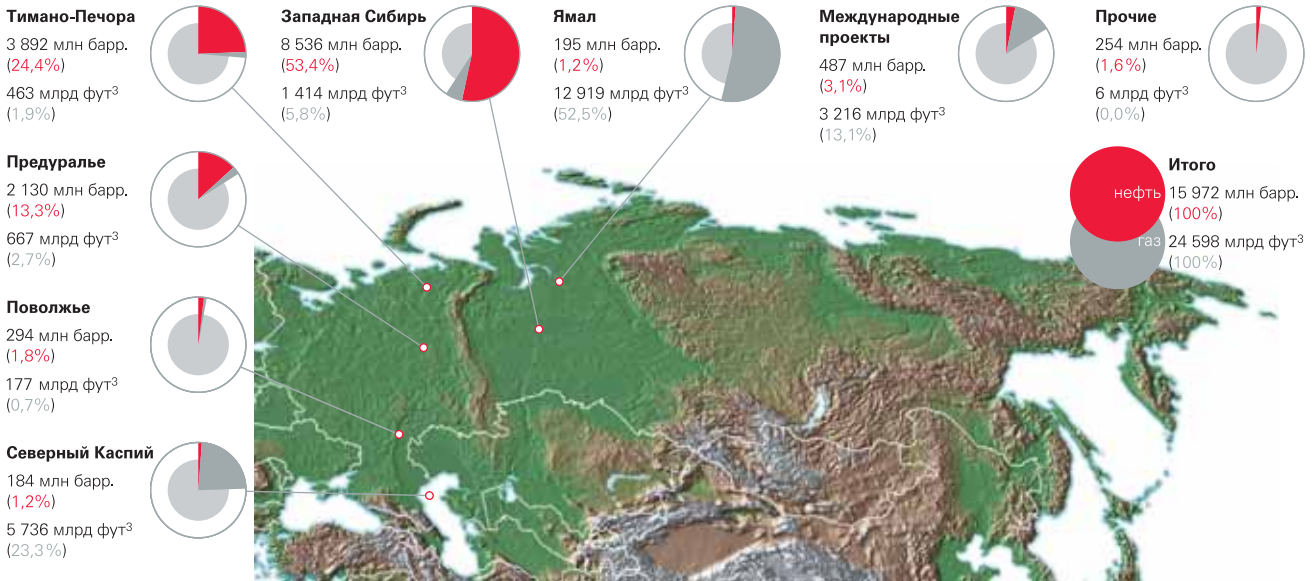 Тимано-Печора
3 892 млн барр.
(24,4%)
463 млрд фут³
(1,9%)
Западная Сибирь
8 536 млн барр.
(53,4%)
1 414 млрд фут³
(5,8%)
Ямал
195 млн барр.
(1,2%)
12 919 млрд фут³
(52,5%)
Международные
проекты
487 млн барр.
(3,1%)
3 216 млрд фут³
(13,1%)
Прочие
254 млн барр.
(1,6%)
6 млрд фут³
(0,0%)
Предуралье
2 130 млн барр.
(13,3%)
667 млрд фут³
(2,7%)
Итого
нефть 15 972 млн барр.
(100%)
газ 24 598 млрд фут³
(100%)
Поволжье
294 млн барр.
(1,8%)
177 млрд фут³
(0,7%)
Северный Каспий
184 млн барр.
(1,2%)
5 736 млрд фут³
(23,3%)